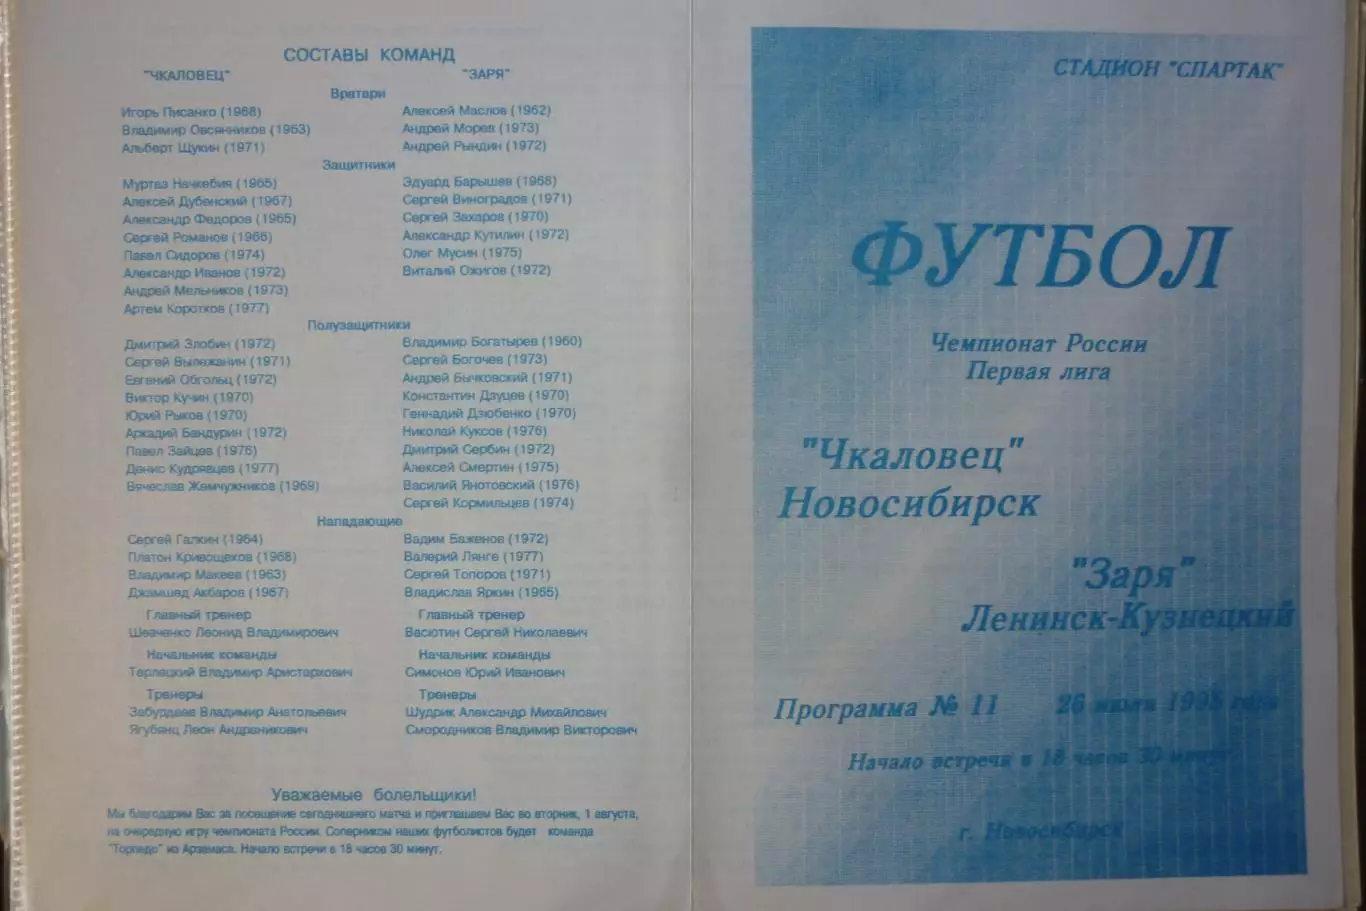 СОСТАВЫ КОМАНД
"ЧКАЛОВЕЦ" "ЗАРЯ"
Вратари
Игорь Писанко (1968) Алексей Маслов (1962)
Владимир Овсянников (1963) Андрей Морев (1973)
Альберт Щукин (1971) Андрей Рындин (1972)
Защитники
Муртаз Начкебия (1965) Эдуард Барышев (1968)
Алексей Дубенский (1967) Сергей Виноградов (1971)
Александр Федоров (1965) Сергей Захаров (1970)
Сергей Романов (1966) Александр Кутилин (1972)
Павел Сидоров (1974) Олег Мусин (1975)
Александр Иванов (1972) Виталий Ожигов (1972)
Андрей Мельников (1973)
Артем Коротков (1977)
Полузащитники
Дмитрий Злобин (1972) Владимир Богатырев (1960)
Сергей Вылежанин (1971) Сергей Богочев (1973)
Евгений Обгольц (1972) Андрей Бычковский (1971)
Виктор Кучин (1970) Константин Дзуцев (1970)
Юрий Рыков (1970) Геннадий Дзюбенко (1970)
Аркадий Бандурин (1972) Николай Куксов (1976)
Павел Зайцев (1976) Дмитрий Сербин (1972)
Денис Кудрявцев (1977) Алексей Смертин (1975)
Вячеслав Жемчужников (1969) Василий Янотовский (1976)
Сергей Кормильцев (1974)
Нападающие
Сергей Галкин (1964) Вадим Баженов (1972)
Платон Кривощеков (1968) Валерий Лянге (1977)
Владимир Макеев (1963) Сергей Топоров (1971)
Джамшед Акбаров (1967) Владислав Яркин (1965)
Главный тренер Главный тренер
Шевченко Леонид Владимирович Васютин Сергей Николаевич
Начальник команды Начальник команды
Терлецкий Владимир Аристархович Симонов Юрий Иванович
Тренеры Тренеры
Забурдаев Владимир Анатольевич Шудрик Александр Михайлович
Ягубянц Леон Андраникович Смородников Владимир Викторович
Уважаемые болельщики!
Мы благодарим Вас за посещение сегодняшнего матча и приглашаем Вас во вторник, 1 августа,
на очередную игру чемпионата России. Соперником наших футболистов будет команда
"Торпедо" из Арзамаса. Начало встречи в 18 часов 30 минут.
СТАДИОН "СПАРТАК"
ФУТБОЛ
Чемпионат России
Первая лига
"Чкаловец"
Новосибирск
"Заря"
Ленинск-Кузнецкий
Программа № 11 26 июля 1995 года
Начало встречи в 18 часов 30 минут
г. Новосибирск